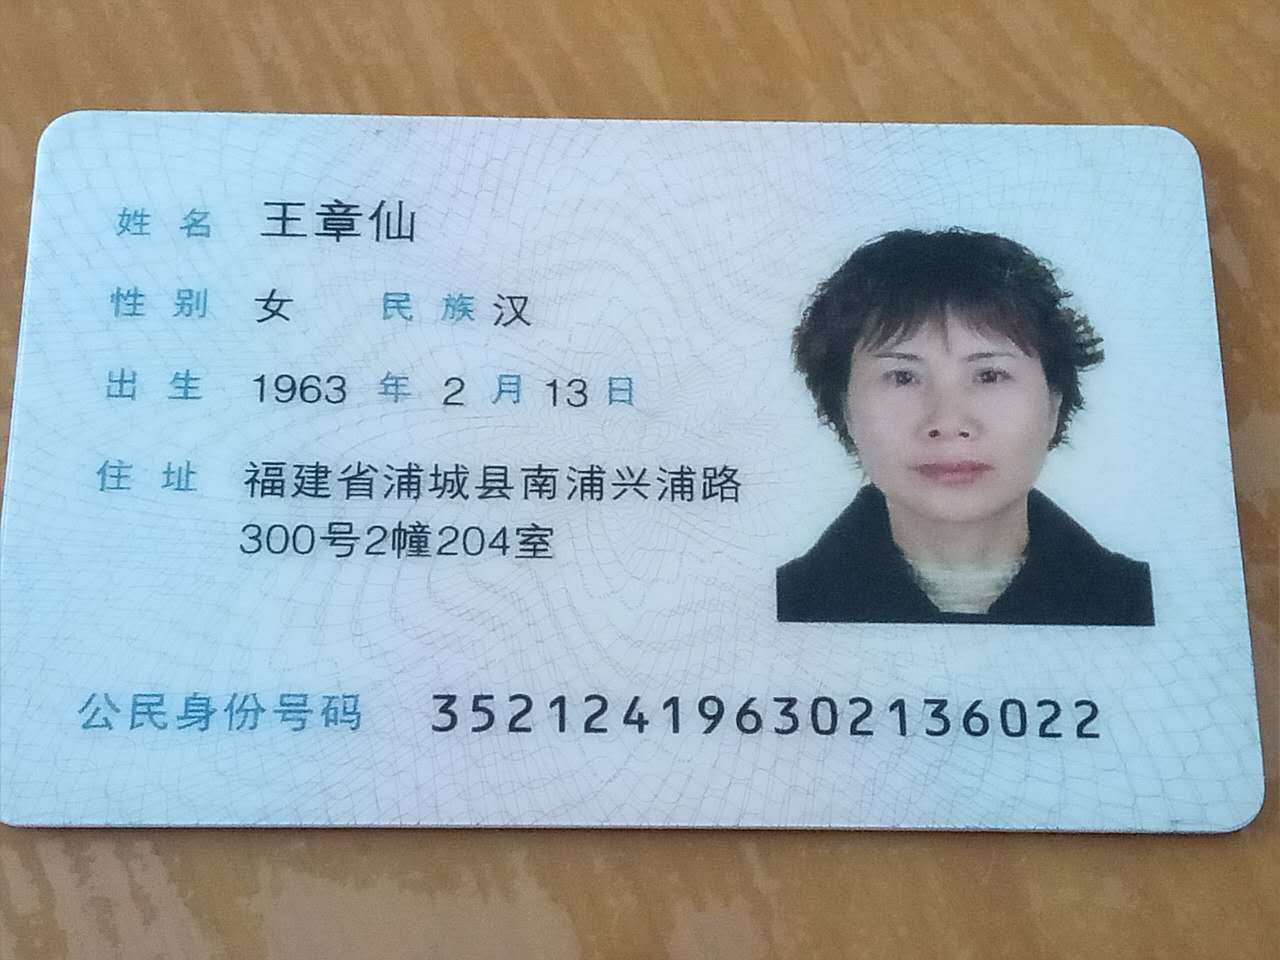 姓名 王章仙
性别 女 民族 汉
出生 1963 年 2 月 13 日
住址 福建省浦城县南浦兴浦路
300号2幢204室
公民身份号码 352124196302136022